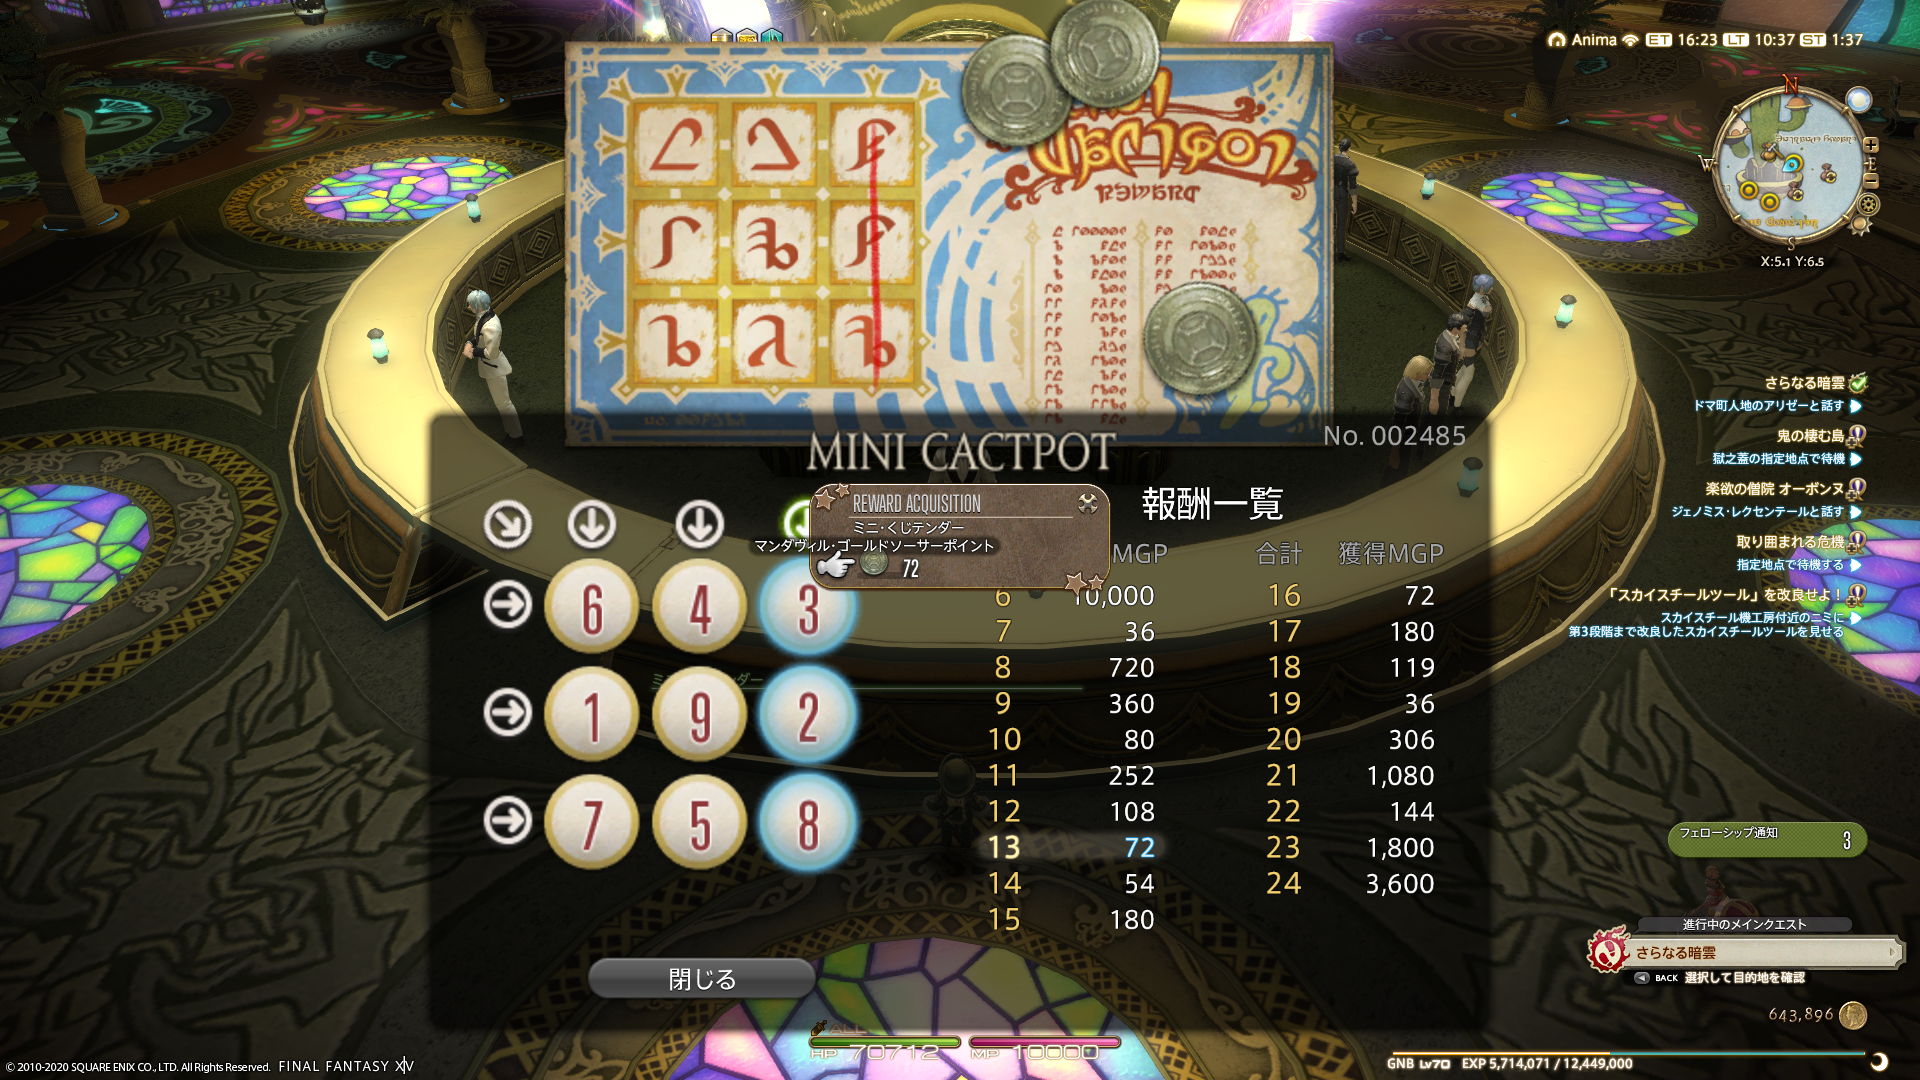 Anima ET 16:23 LT 10:37 ST 1:37
N
W
E
S
X:5.1 Y:6.5
No. 002485
MINI CACTPOT
REWARD ACQUISITION
ミニ・くじテンダー
マンダヴィル・ゴールドソーサーポイント
72
報酬一覧
MGP 合計 獲得MGP
6 10,000 16 72
7 36 17 180
8 720 18 119
9 360 19 36
10 80 20 306
11 252 21 1,080
12 108 22 144
13 72 23 1,800
14 54 24 3,600
15 180
6 4 3
1 9 2
7 5 8
閉じる
さらなる暗雲
ドマ町人地のアリゼーと話す
鬼の棲む島
獄之蓋の指定地点で待機
楽欲の僧院 オーボンヌ
ジェノミス・レクセンテールと話す
取り囲まれる危機
指定地点で待機する
「スカイスチールツール」を改良せよ！
スカイスチール機工房付近のニミに
第3段階まで改良したスカイスチールツールを見せる
フェローシップ通知 3
進行中のメインクエスト
さらなる暗雲
BACK 選択して目的地を確認
643,896
ALL
HP 70712 MP 10000
GNB Lv70 EXP 5,714,071 / 12,449,000
© 2010-2020 SQUARE ENIX CO., LTD. All Rights Reserved. FINAL FANTASY XIV